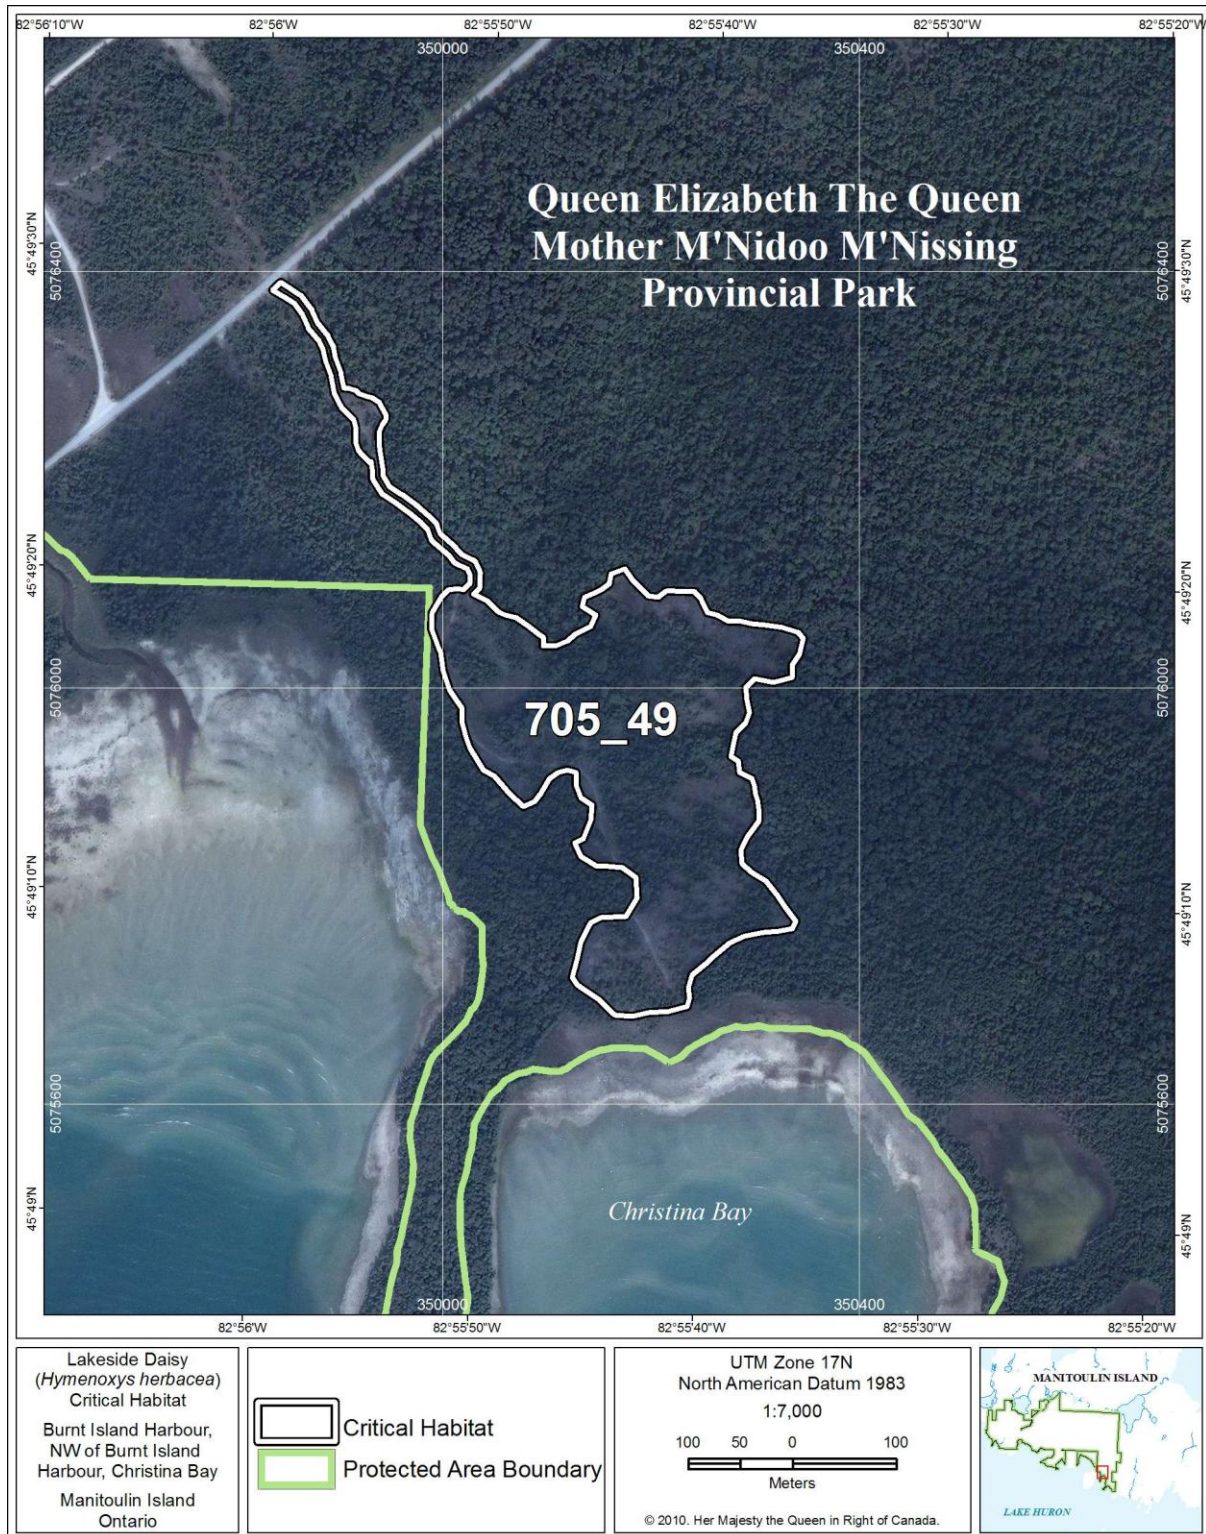 82°56'10"W 82°56'W 82°55'50"W 82°55'40"W 82°55'30"W 82°55'20"W
350000 350400
Queen Elizabeth The Queen
Mother M'Nidoo M'Nissing
Provincial Park
45°49'30"N 5076400 5076400 45°49'30"N
45°49'20"N 45°49'20"N
5076000 5076000
705_49
45°49'10"N 45°49'10"N
5075600 5075600
Christina Bay
45°49'N 45°49'N
350000 350400
82°56'W 82°55'50"W 82°55'40"W 82°55'30"W 82°55'20"W
Lakeside Daisy
(Hymenoxys herbacea)
Critical Habitat
Burnt Island Harbour,
NW of Burnt Island
Harbour, Christina Bay
Manitoulin Island
Ontario
Critical Habitat
Protected Area Boundary
UTM Zone 17N
North American Datum 1983
1:7,000
100 50 0 100
Meters
© 2010. Her Majesty the Queen in Right of Canada.
MANITOULIN ISLAND
LAKE HURON